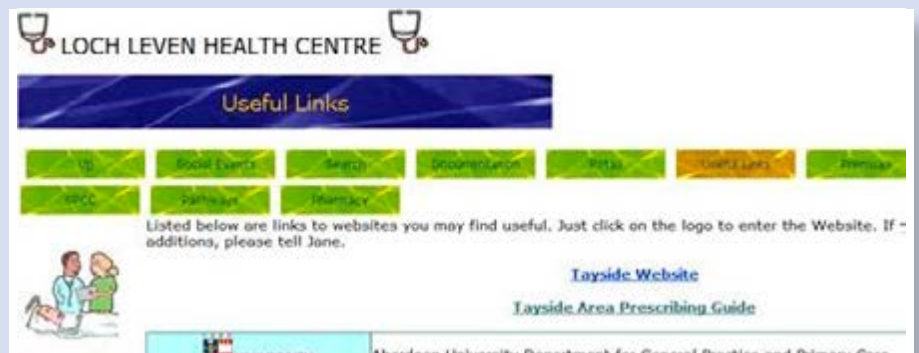 LOCH LEVEN HEALTH CENTRE
Useful Links
Up Social Events Search Documentation Rotas Useful Links Premises
Pathways Pharmacy
Listed below are links to websites you may find useful. Just click on the logo to enter the Website. If
additions, please tell Jane.
Tayside Website
Tayside Area Prescribing Guide
Aberdeen University Department for General Practice and Primary Care